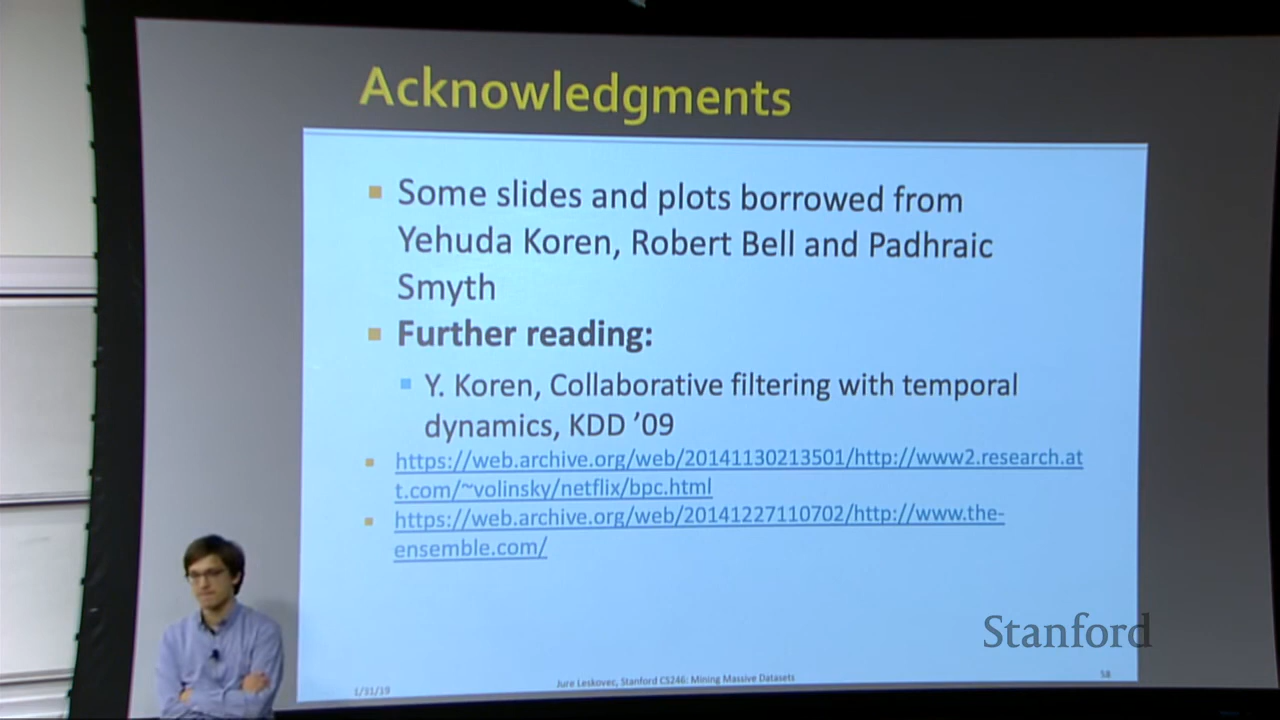 Acknowledgments
Some slides and plots borrowed from
Yehuda Koren, Robert Bell and Padhraic
Smyth
Further reading:
Y. Koren, Collaborative filtering with temporal
dynamics, KDD ’09
https://web.archive.org/web/20141130213501/http://www2.research.at
t.com/~volinsky/netflix/bpc.html
https://web.archive.org/web/20141227110702/http://www.the-
ensemble.com/
Stanford
1/31/19
Jure Leskovec, Stanford CS246: Mining Massive Datasets
58